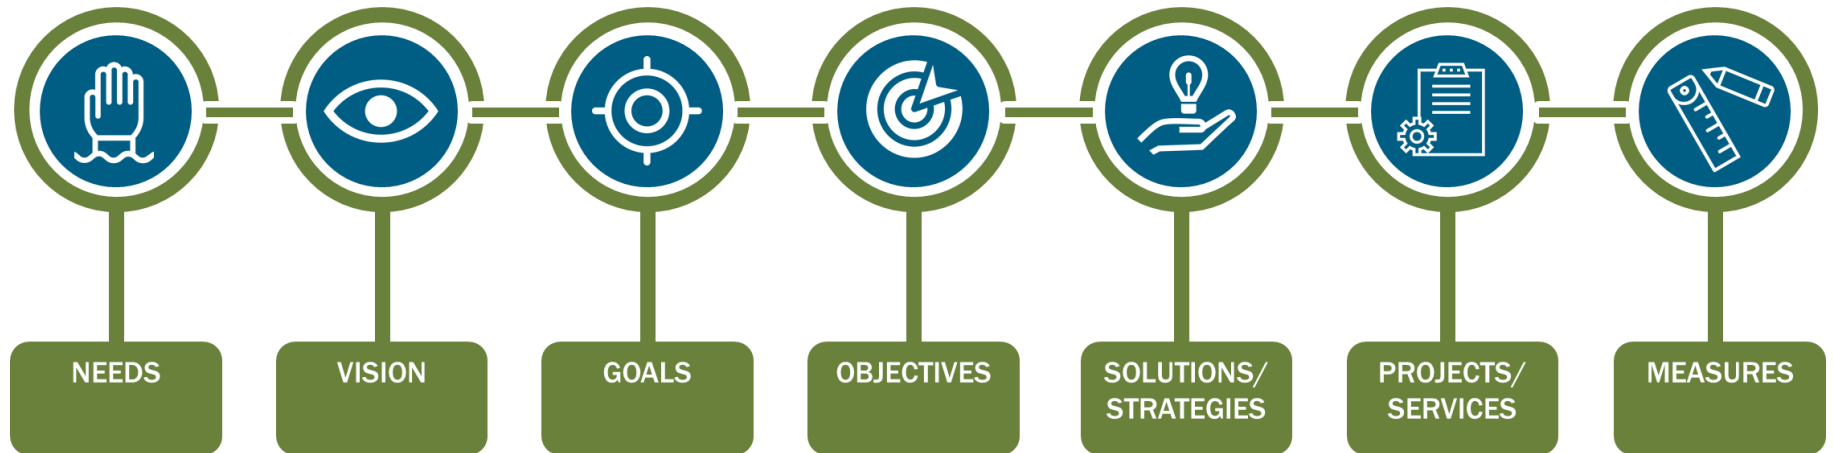 NEEDS
VISION
GOALS
OBJECTIVES
SOLUTIONS/
STRATEGIES
PROJECTS/
SERVICES
MEASURES